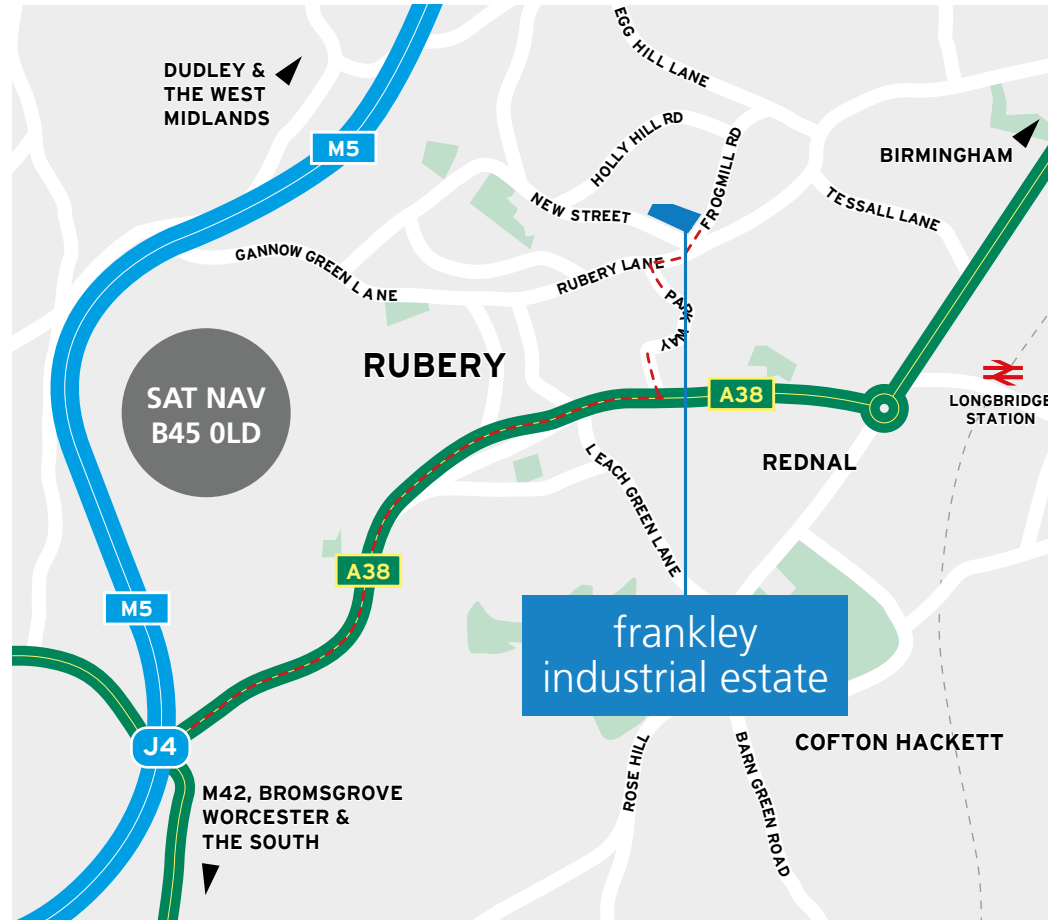 EGG HILL LANE
DUDLEY &
THE WEST
MIDLANDS
M5
HOLLY HILL RD
FROGMILL RD
BIRMINGHAM
NEW STREET
TESSALL LANE
GANNOW GREEN LANE
RUBERY LANE
PARK WAY
RUBERY
SAT NAV
B45 0LD
A38
LONGBRIDGE
STATION
REDNAL
LEACH GREEN LANE
A38
M5
frankley
industrial estate
J4
COFTON HACKETT
ROSE HILL
BARN GREEN ROAD
M42, BROMSGROVE
WORCESTER &
THE SOUTH